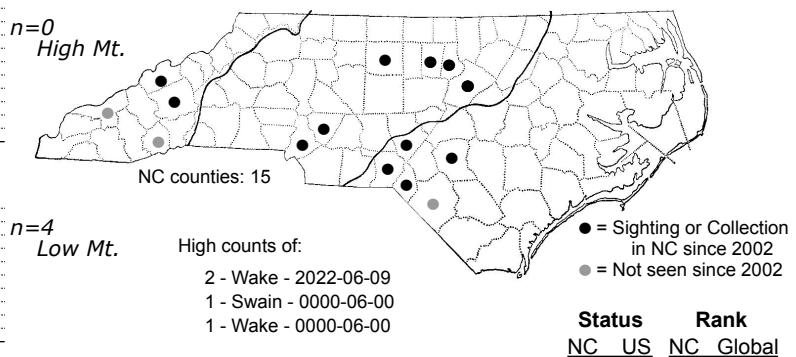 n=0
High Mt.
NC counties: 15
n=4
Low Mt.
High counts of:
2 - Wake - 2022-06-09
1 - Swain - 0000-06-00
1 - Wake - 0000-06-00
● = Sighting or Collection
in NC since 2002
● = Not seen since 2002
Status Rank
NC US NC Global